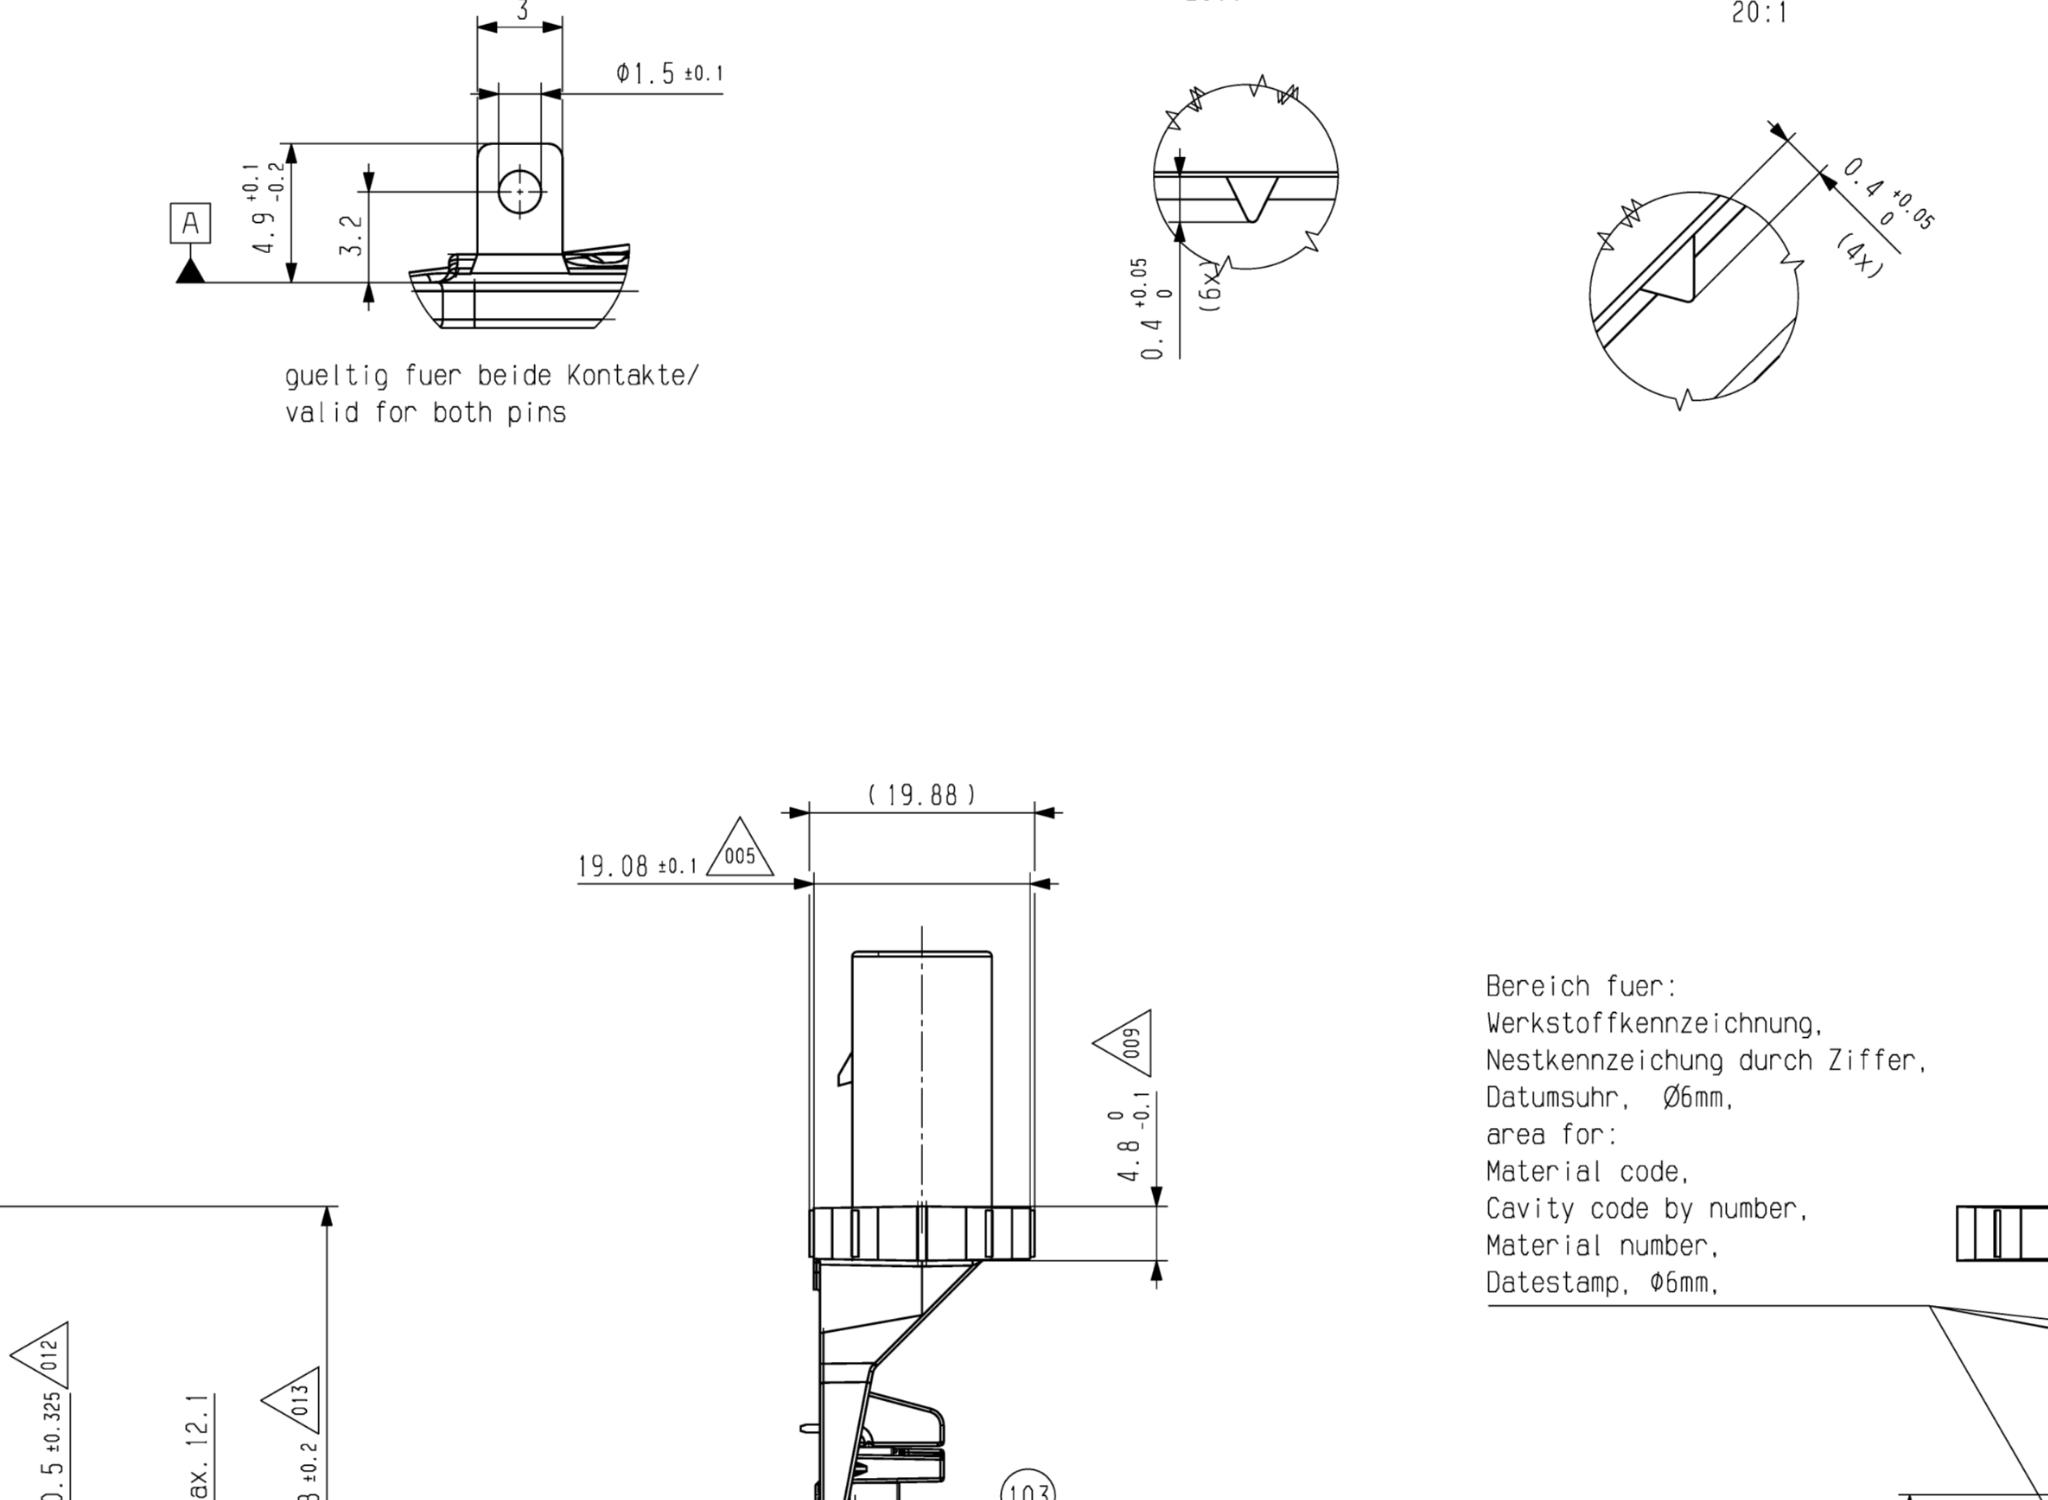 3
20:1
Φ1.5 ±0.1
4.9 +0.1 -0.2
3.2
A
gueltig fuer beide Kontakte/
valid for both pins
0.4 +0.05 0
(6x)
0.4 +0.05 0
(4x)
(19.88)
19.08 ±0.1
005
009
4.8 0 -0.1
Bereich fuer:
Werkstoffkennzeichnung,
Nestkennzeichung durch Ziffer,
Datumsuhr, Ø6mm,
area for:
Material code,
Cavity code by number,
Material number,
Datestamp, Φ6mm,
012
0.5 ±0.325
ax. 12.1
013
±0.2
103